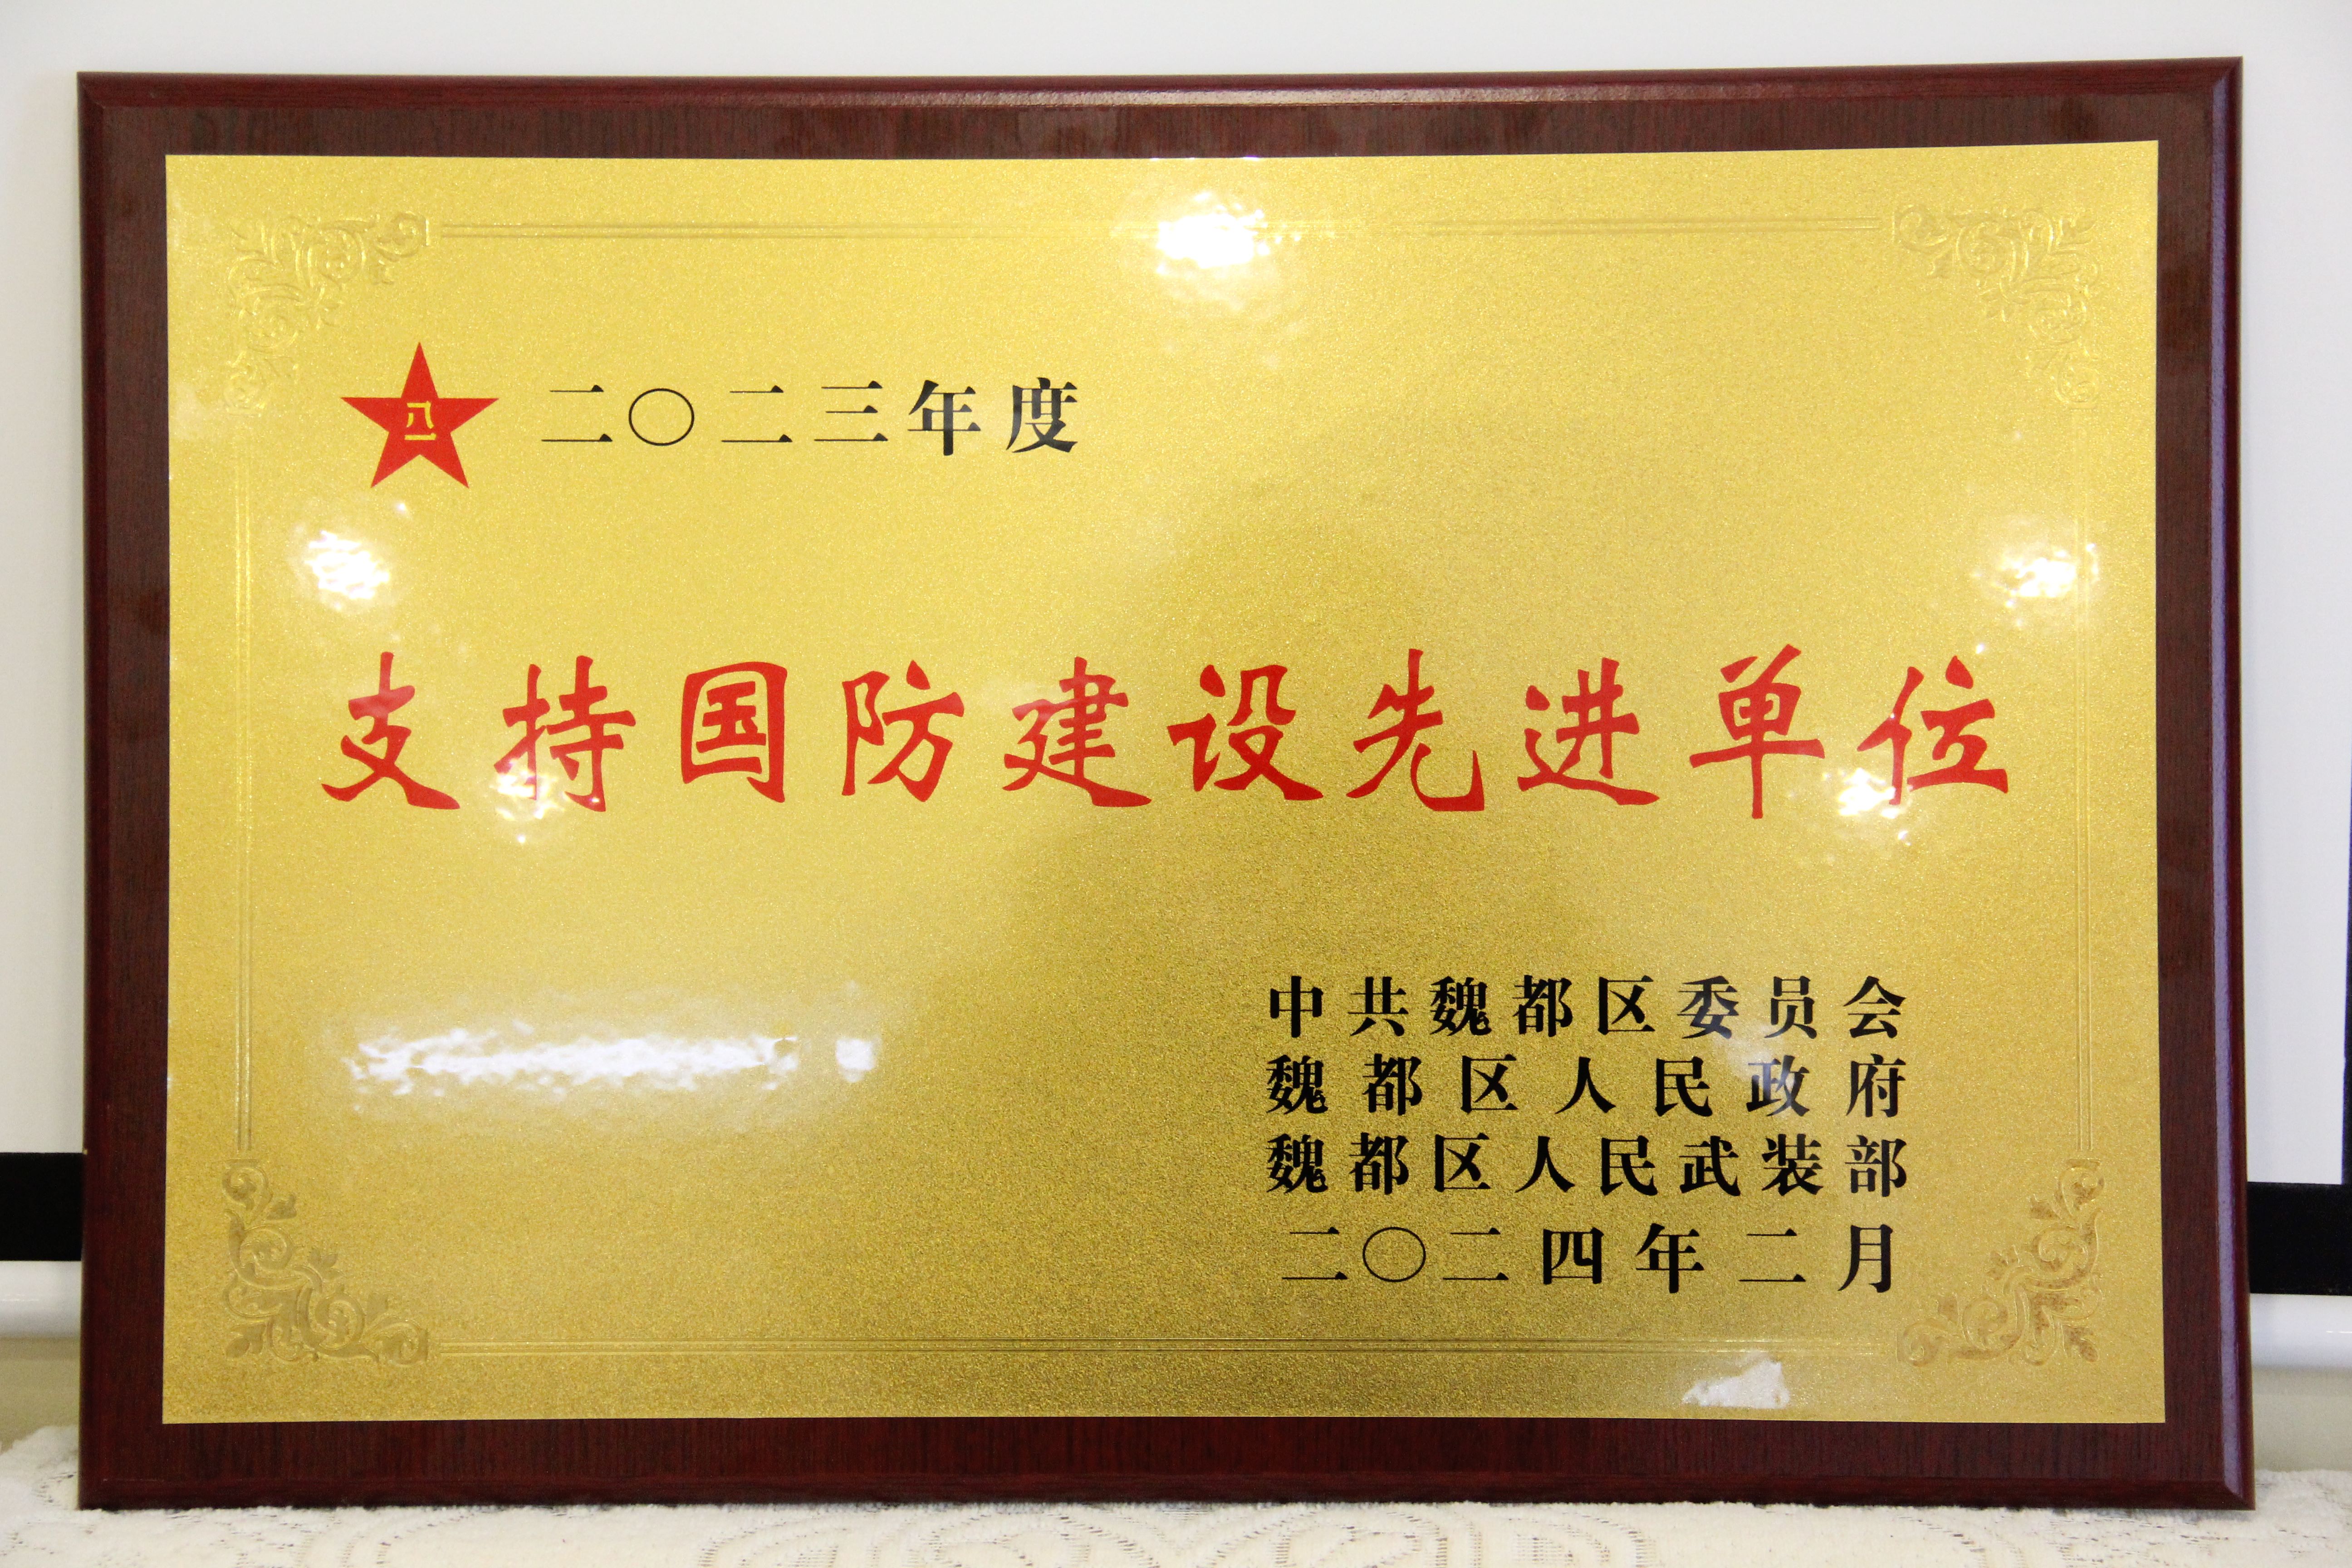 八一 二〇二三年度
支持国防建设先进单位
中共魏都区委员会
魏都区人民政府
魏都区人民武装部
二〇二四年二月